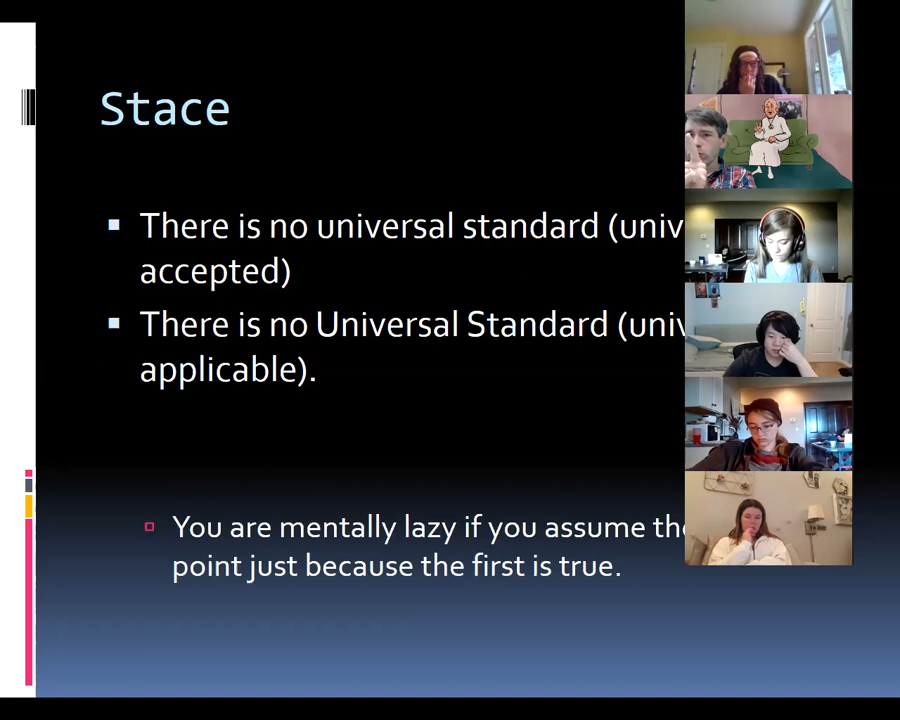 Stace
There is no universal standard (univ
accepted)
There is no Universal Standard (univ
applicable).
You are mentally lazy if you assume the
point just because the first is true.